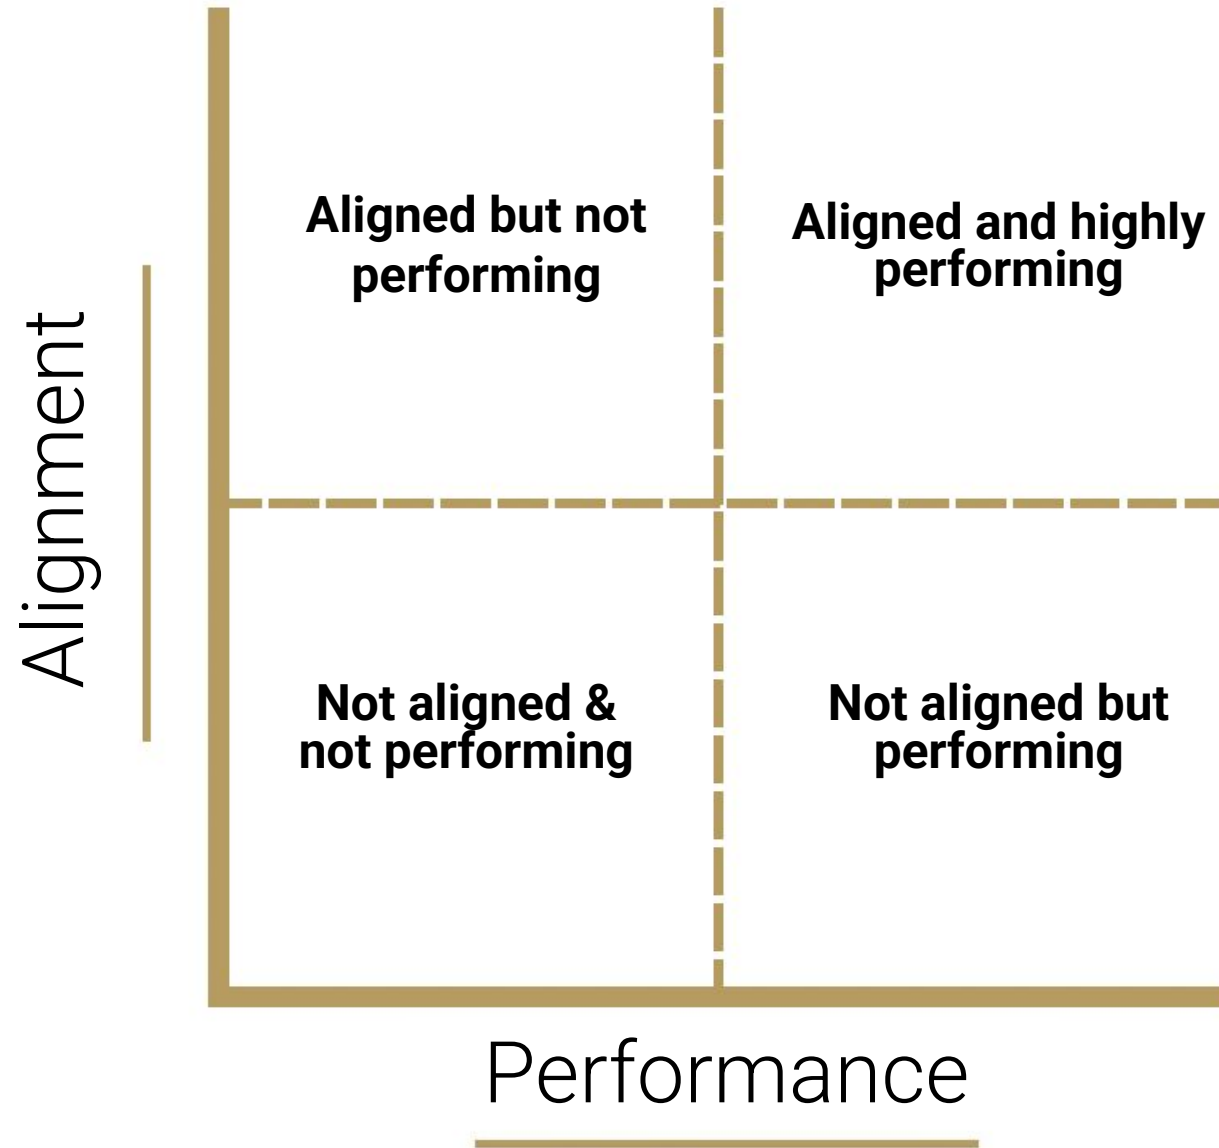 Aligned but not
performing
Aligned and highly
performing
Alignment
Not aligned &
not performing
Not aligned but
performing
Performance